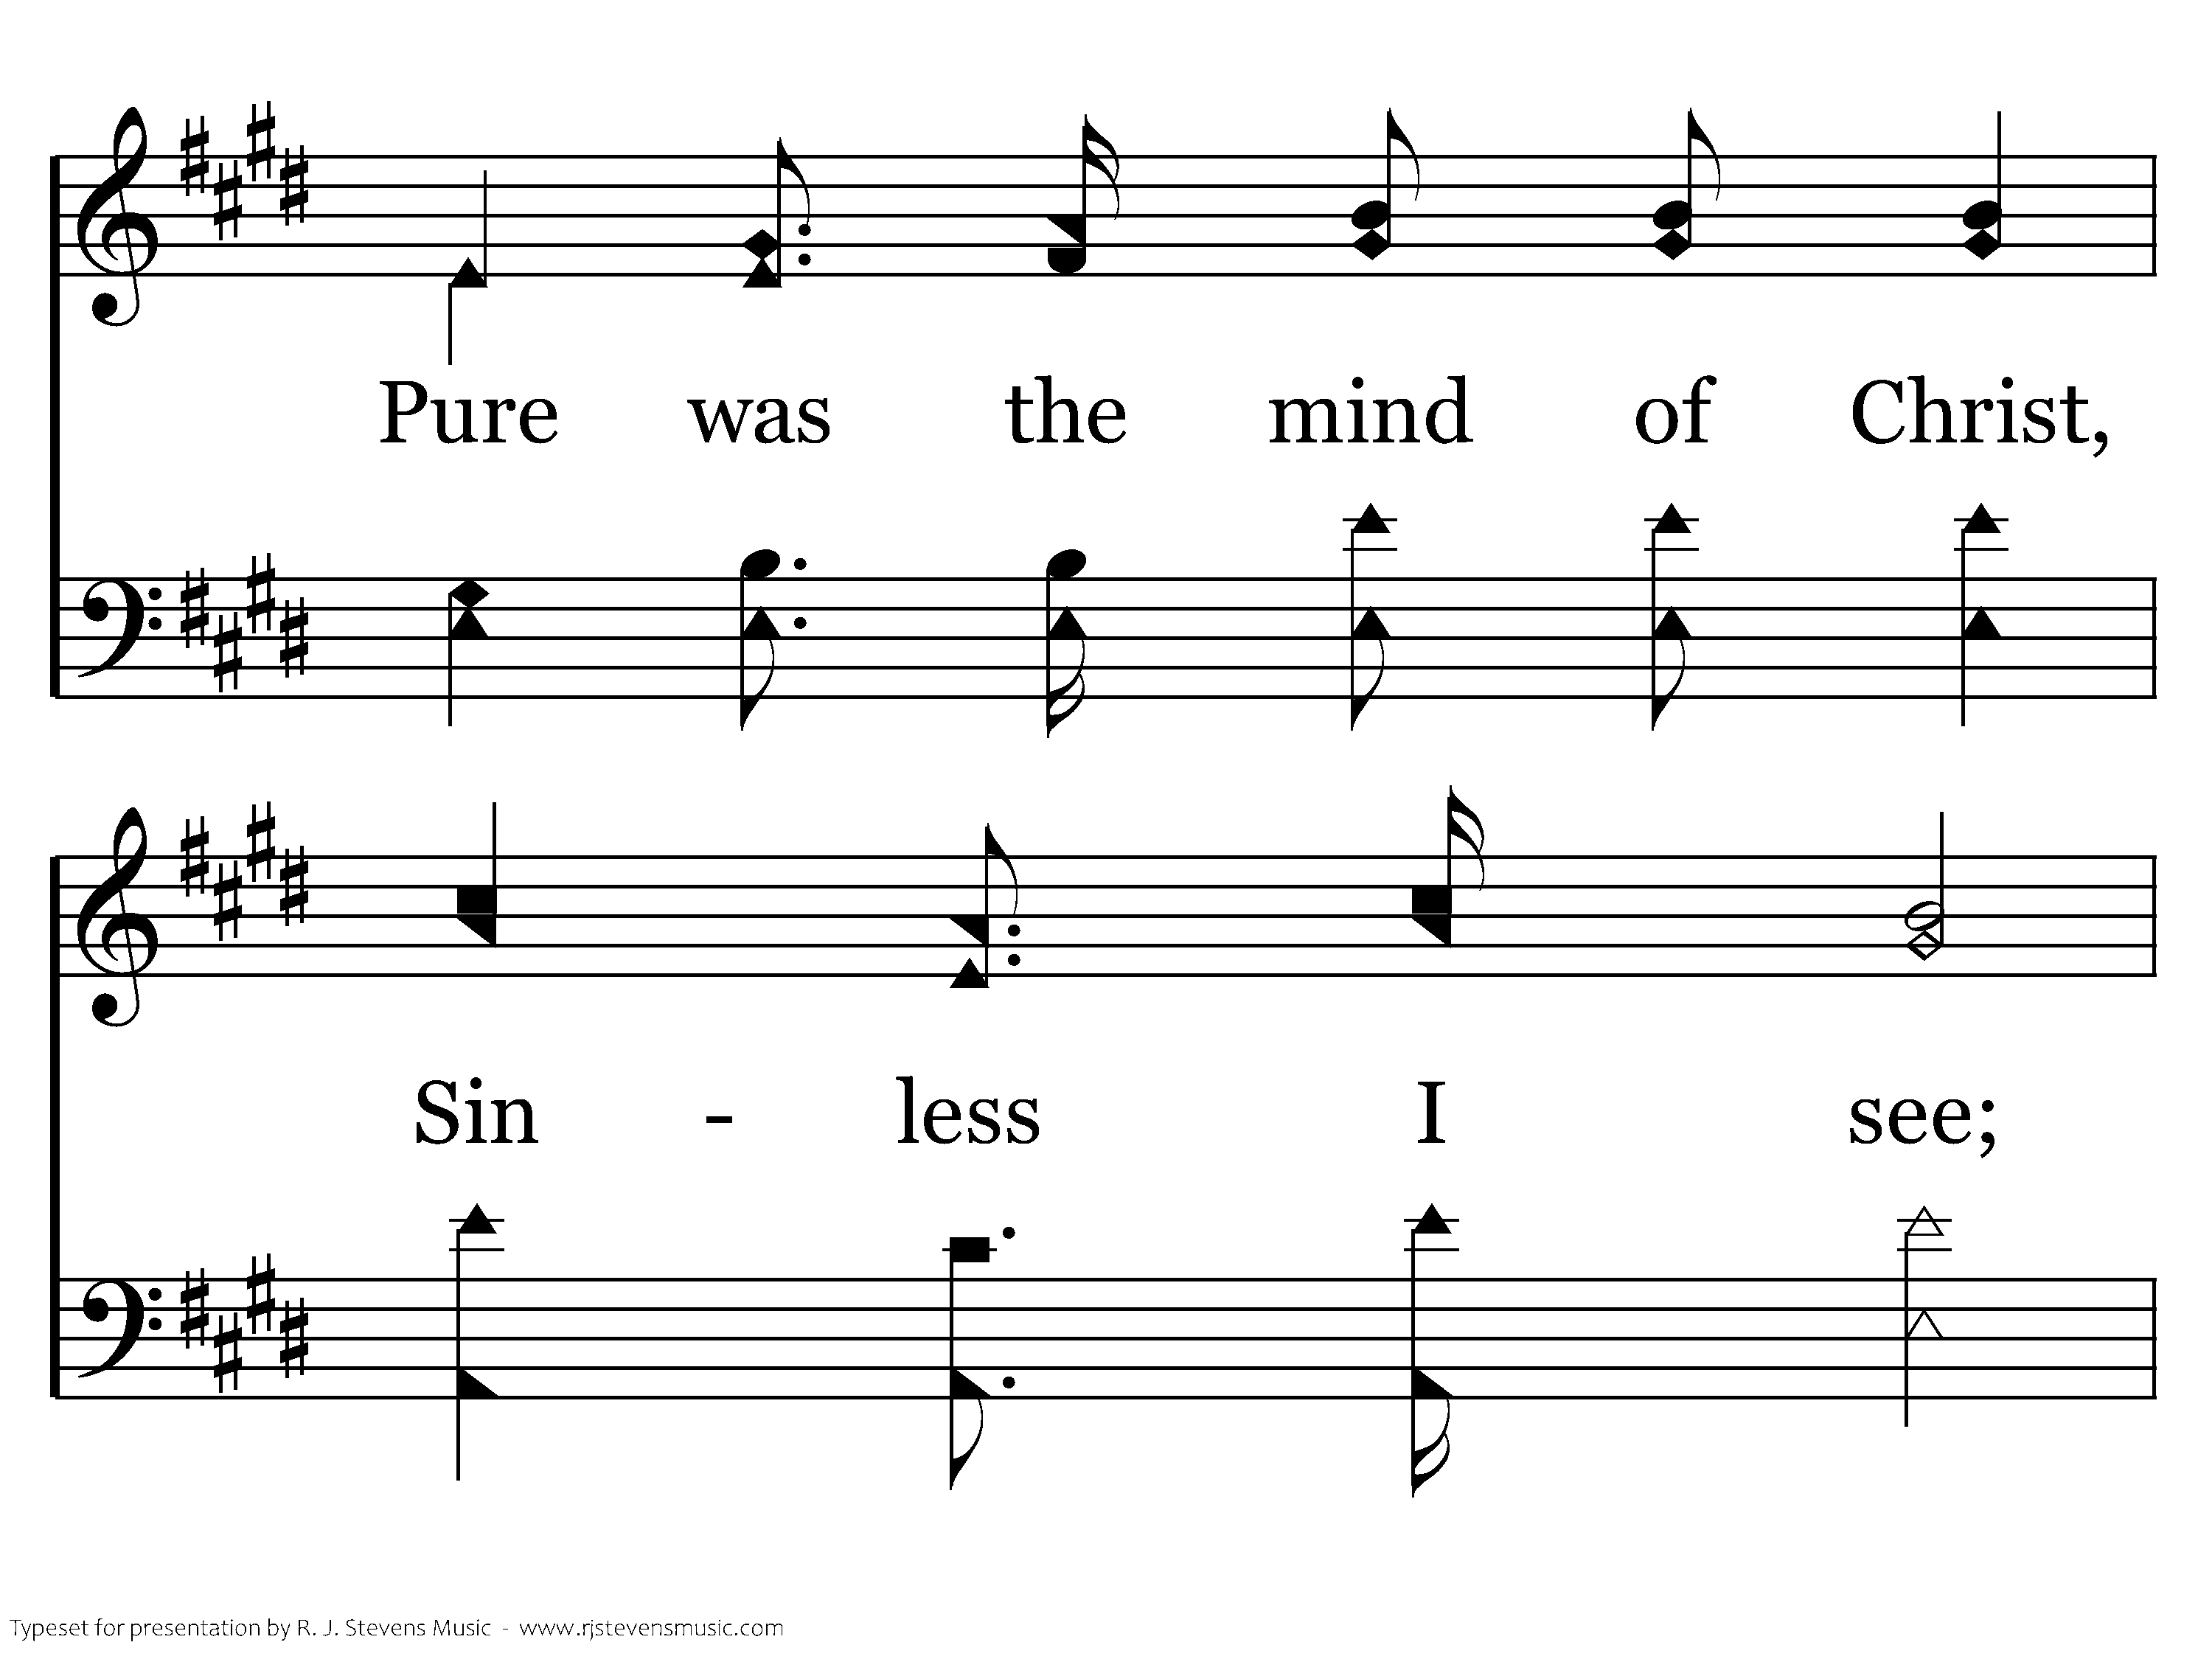 Pure was the mind of Christ,
Sin - less I see;
Typeset for presentation by R. J. Stevens Music - www.rjstevensmusic.com